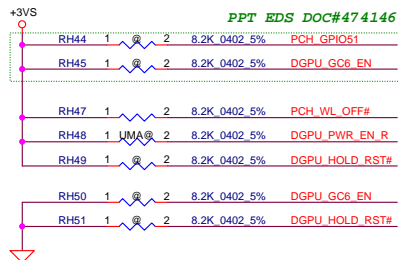 +3VS
PPT EDS DOC#474146
RH44 1 @ 2 8.2K_0402_5% PCH_GPIO51
RH45 1 @ 2 8.2K_0402_5% DGPU_GC6_EN
RH47 1 2 8.2K_0402_5% PCH_WL_OFF#
RH48 1 UMA@ 2 8.2K_0402_5% DGPU_PWR_EN_R
RH49 1 @ 2 8.2K_0402_5% DGPU_HOLD_RST#
RH50 1 @ 2 8.2K_0402_5% DGPU_GC6_EN
RH51 1 @ 2 8.2K_0402_5% DGPU_HOLD_RST#